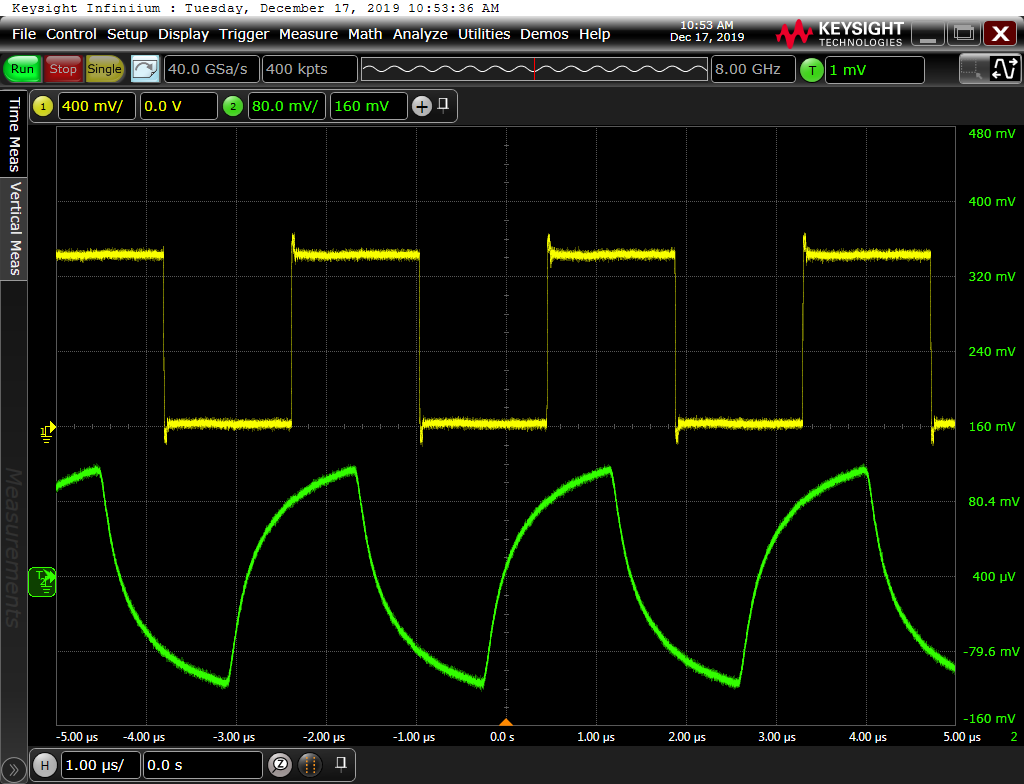 Keysight Infiniium : Tuesday, December 17, 2019 10:53:36 AM
File Control Setup Display Trigger Measure Math Analyze Utilities Demos Help
10:53 AM
Dec 17, 2019
KEYSIGHT
TECHNOLOGIES
Run Stop Single 40.0 GSa/s 400 kpts 8.00 GHz T 1 mV
1 400 mV/ 0.0 V 2 80.0 mV/ 160 mV
Time Meas
Vertical Meas
Measurements
480 mV
400 mV
320 mV
240 mV
160 mV
80.4 mV
400 µV
-79.6 mV
-160 mV
-5.00 µs -4.00 µs -3.00 µs -2.00 µs -1.00 µs 0.0 s 1.00 µs 2.00 µs 3.00 µs 4.00 µs 5.00 µs 2
H 1.00 µs/ 0.0 s